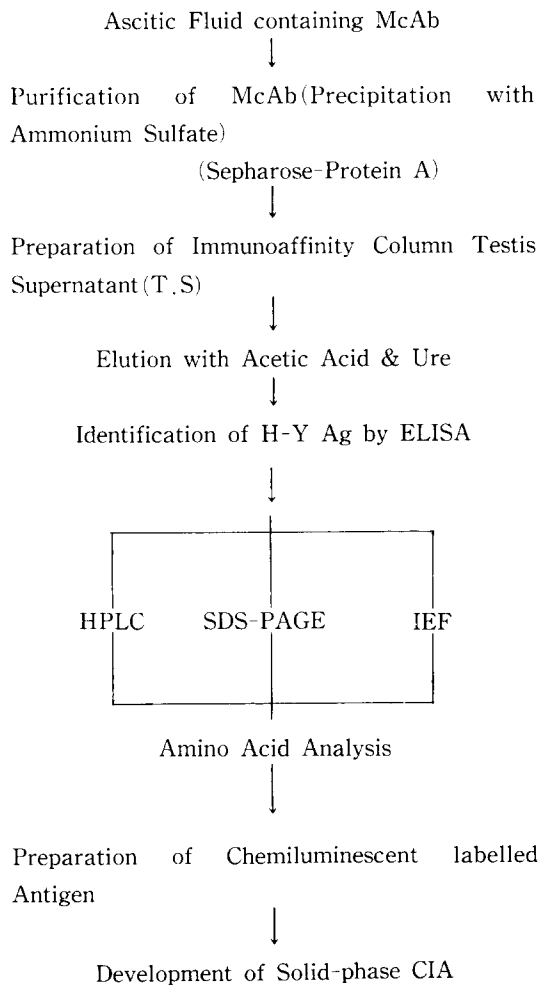 Ascitic Fluid containing McAb
Purification of McAb(Precipitation with
Ammonium Sulfate)
(Sepharose-Protein A)
Preparation of Immunoaffinity Column Testis
Supernatant(T.S)
Elution with Acetic Acid & Ure
Identification of H-Y Ag by ELISA
HPLC SDS-PAGE IEF
Amino Acid Analysis
Preparation of Chemiluminescent labelled
Antigen
Development of Solid-phase CIA